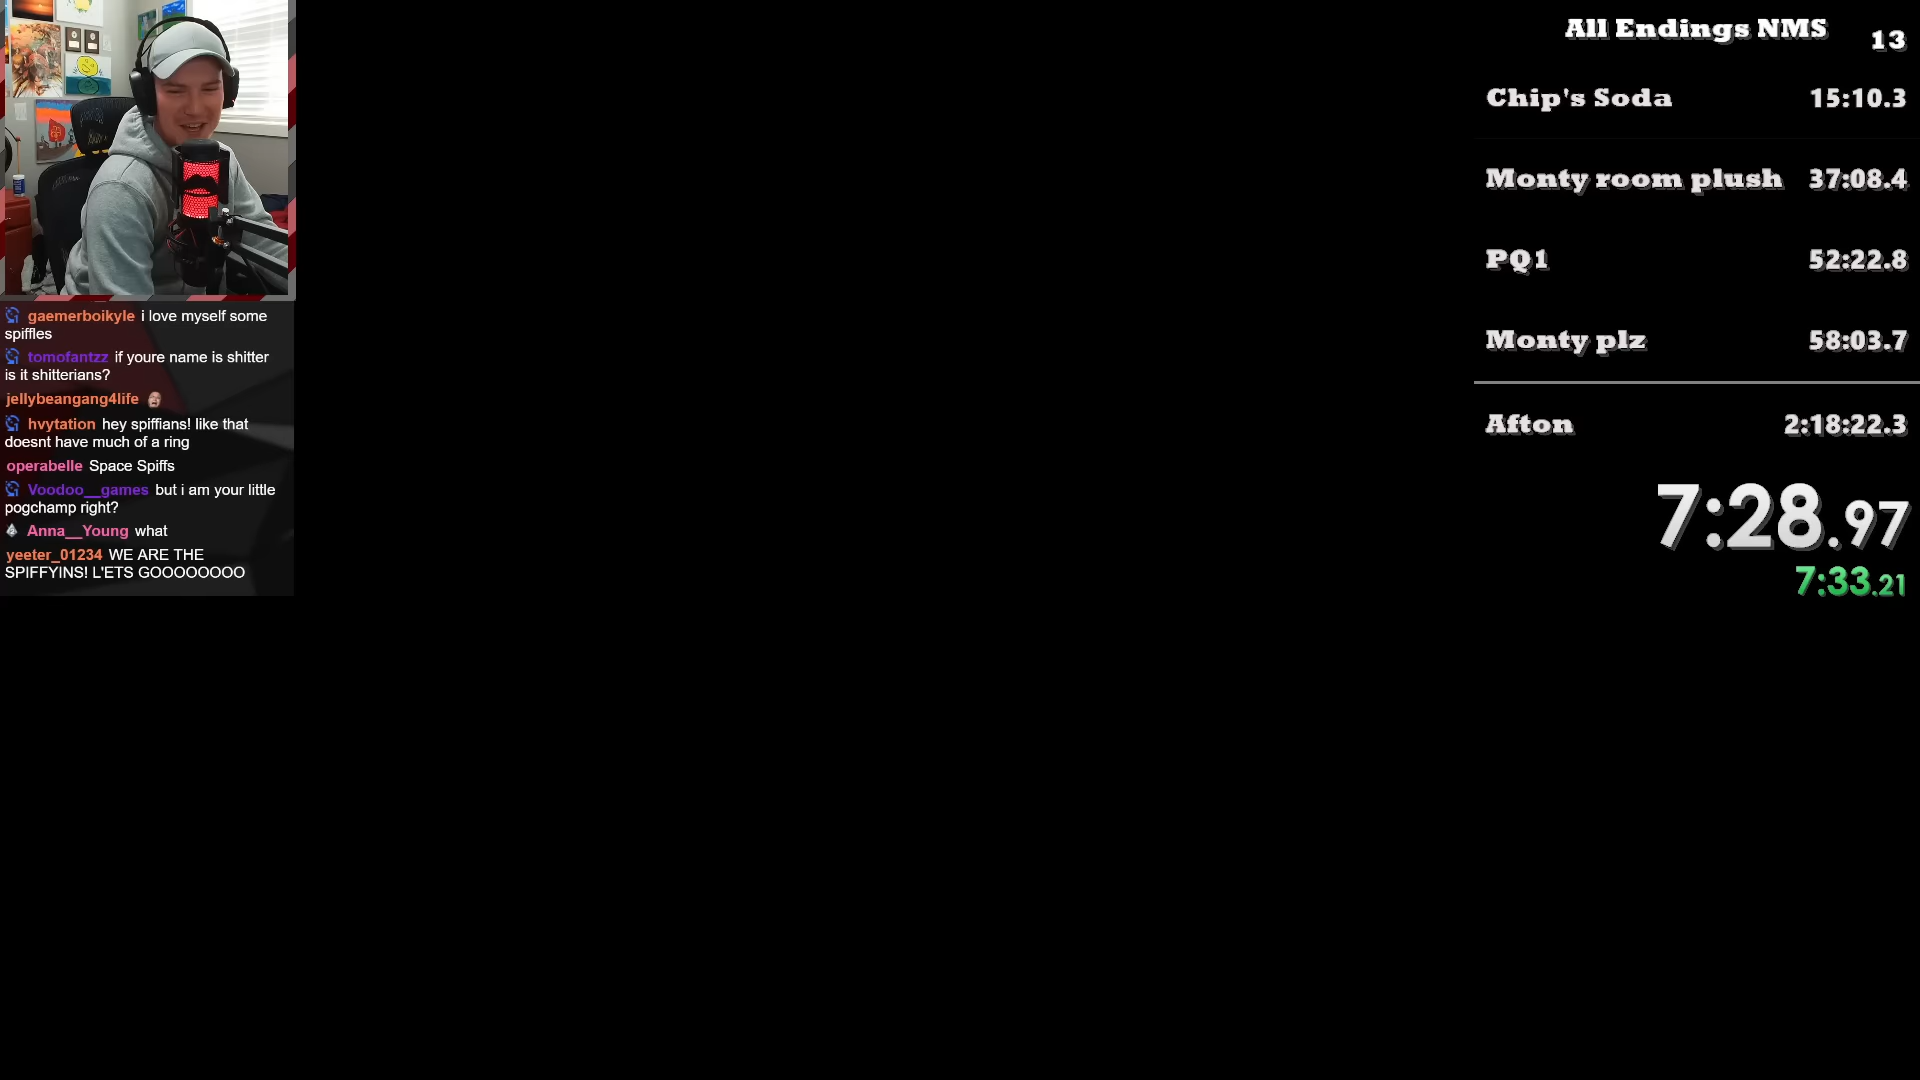 gaemerboikyle i love myself some
spiffles
tomofantzz if youre name is shitter
is it shitterians?
jellybeangang4life
hvytation hey spiffians! like that
doesnt have much of a ring
operabelle Space Spiffs
Voodoo__games but i am your little
pogchamp right?
Anna__Young what
yeeter_01234 WE ARE THE
SPIFFYINS! L'ETS GOOOOOOOO
All Endings NMS 13
Chip's Soda 15:10.3
Monty room plush 37:08.4
PQ1 52:22.8
Monty plz 58:03.7
Afton 2:18:22.3
7:28.97
7:33.21